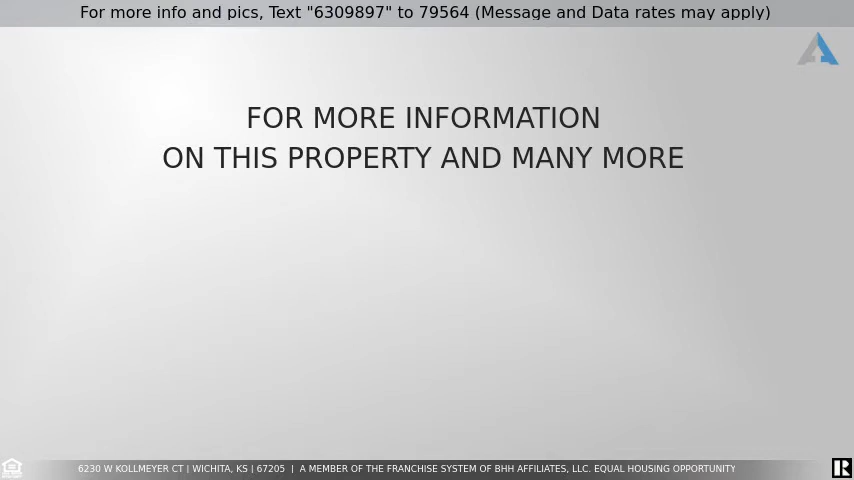 For more info and pics, Text "6309897" to 79564 (Message and Data rates may apply)
FOR MORE INFORMATION
ON THIS PROPERTY AND MANY MORE
6230 W KOLLMEYER CT | WICHITA, KS | 67205 | A MEMBER OF THE FRANCHISE SYSTEM OF BHH AFFILIATES, LLC. EQUAL HOUSING OPPORTUNITY